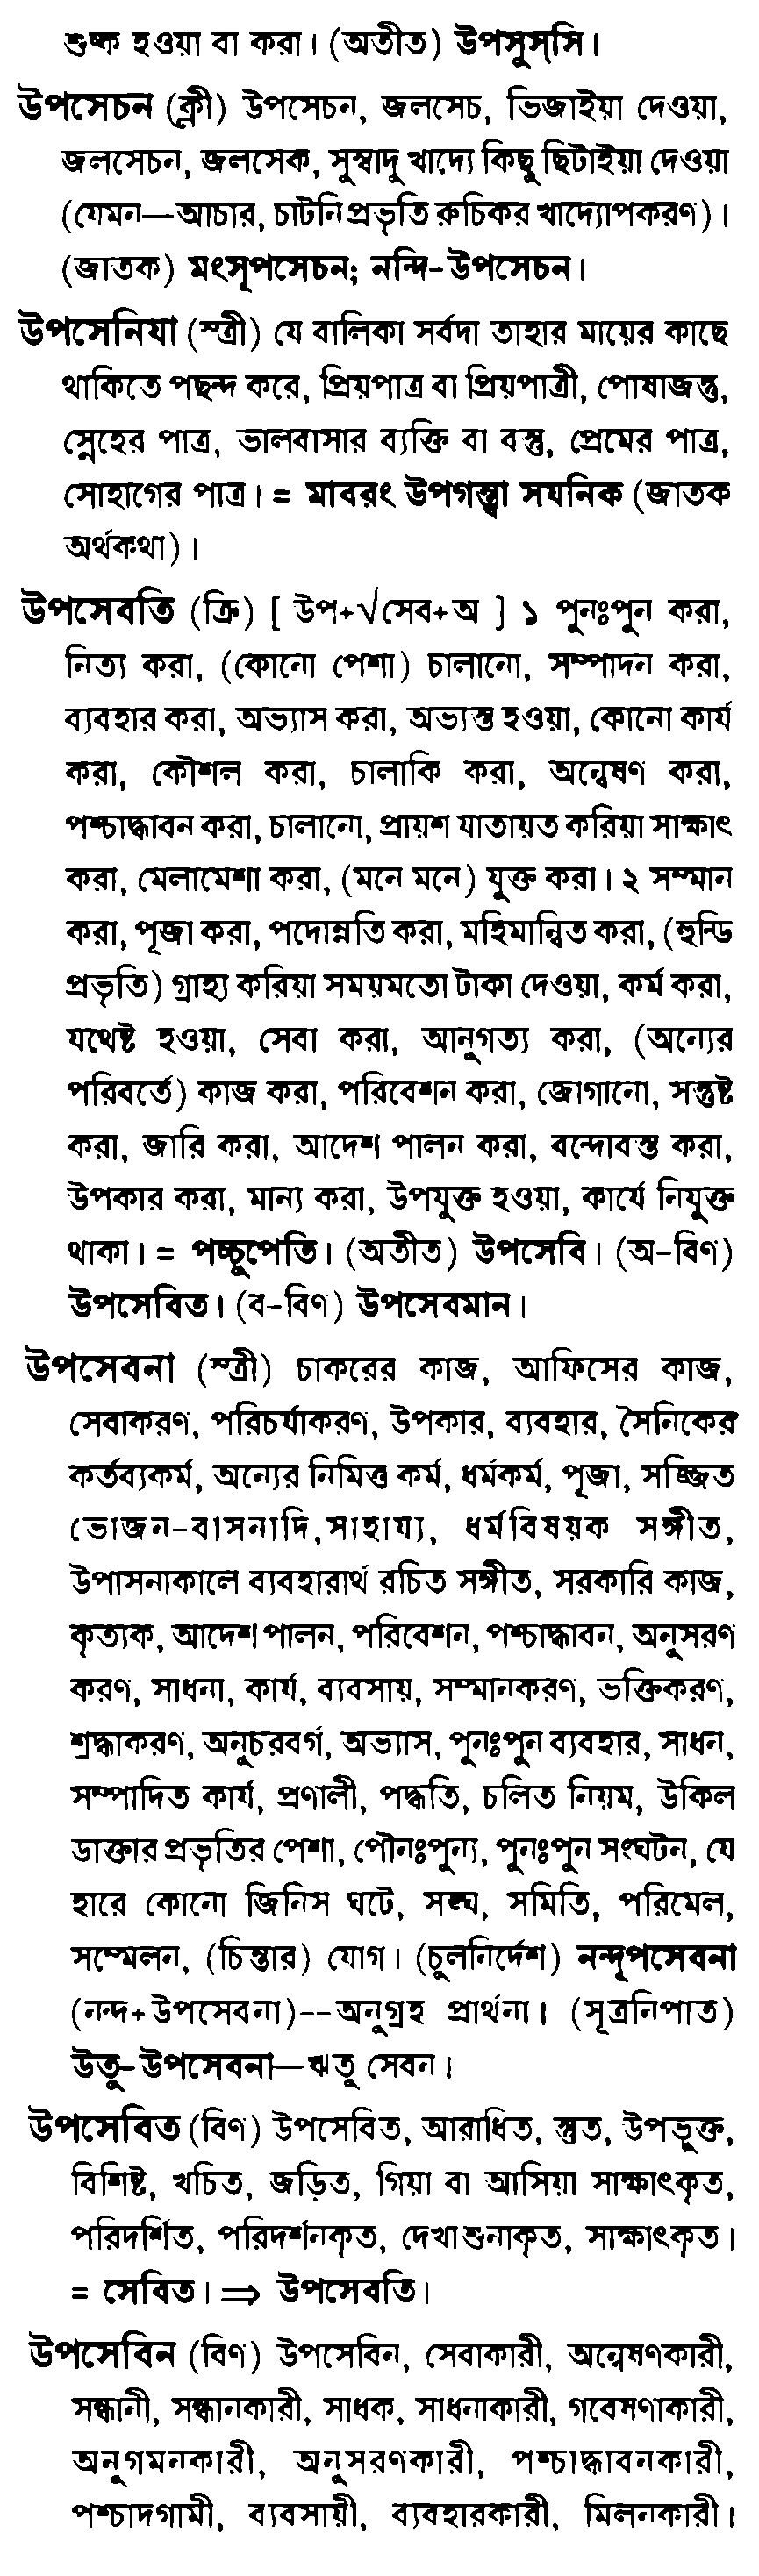 শুষ্ক হওয়া বা করা। (অতীত) উপসুস্সি।
উপসেচন (ক্লী) উপসেচন, জলসেচ, ভিজাইয়া দেওয়া,
জলসেচন, জলসেক, সুস্বাদু খাদ্যে কিছু ছিটাইয়া দেওয়া
(যেমন—আচার, চাটনি প্রভৃতি রুচিকর খাদ্যোপকরণ)।
(জাতক) মংসূপসেচন; নন্দি-উপসেচন।
উপসেনিযা (স্ত্রী) যে বালিকা সর্বদা তাহার মায়ের কাছে
থাকিতে পছন্দ করে, প্রিয়পাত্র বা প্রিয়পাত্রী, পোষাজন্তু,
স্নেহের পাত্র, ভালবাসার ব্যক্তি বা বস্তু, প্রেমের পাত্র,
সোহাগের পাত্র। = মাবরং উপগন্ত্বা সযনিক (জাতক
অর্থকথা)।
উপসেবতি (ক্রি) [ উপ+√সেব+অ ] ১ পুনঃপুন করা,
নিত্য করা, (কোনো পেশা) চালানো, সম্পাদন করা,
ব্যবহার করা, অভ্যাস করা, অভ্যস্ত হওয়া, কোনো কার্য
করা, কৌশল করা, চালাকি করা, অন্বেষণ করা,
পশ্চাদ্ধাবন করা, চালানো, প্রায়শ যাতায়ত করিয়া সাক্ষাৎ
করা, মেলামেশা করা, (মনে মনে) যুক্ত করা। ২ সম্মান
করা, পূজা করা, পদোন্নতি করা, মহিমান্বিত করা, (হুন্ডি
প্রভৃতি) গ্রাহ্য করিয়া সময়মতো টাকা দেওয়া, কর্ম করা,
যথেষ্ট হওয়া, সেবা করা, আনুগত্য করা, (অন্যের
পরিবর্তে) কাজ করা, পরিবেশন করা, জোগানো, সন্তুষ্ট
করা, জারি করা, আদেশ পালন করা, বন্দোবস্ত করা,
উপকার করা, মান্য করা, উপযুক্ত হওয়া, কার্যে নিযুক্ত
থাকা। = পচ্চুপেতি। (অতীত) উপসেবি। (অ-বিণ)
উপসেবিত। (ব-বিণ) উপসেবমান।
উপসেবনা (স্ত্রী) চাকরের কাজ, আফিসের কাজ,
সেবাকরণ, পরিচর্যাকরণ, উপকার, ব্যবহার, সৈনিকের
কর্তব্যকর্ম, অন্যের নিমিত্ত কর্ম, ধর্মকর্ম, পূজা, সজ্জিত
ভোজন-বাসনাদি, সাহায্য, ধর্মবিষয়ক সঙ্গীত,
উপাসনাকালে ব্যবহারার্থ রচিত সঙ্গীত, সরকারি কাজ,
কৃত্যক, আদেশ পালন, পরিবেশন, পশ্চাদ্ধাবন, অনুসরণ
করণ, সাধনা, কার্য, ব্যবসায়, সম্মানকরণ, ভক্তিকরণ,
শ্রদ্ধাকরণ, অনুচরবর্গ, অভ্যাস, পুনঃপুন ব্যবহার, সাধন,
সম্পাদিত কার্য, প্রণালী, পদ্ধতি, চলিত নিয়ম, উকিল
ডাক্তার প্রভৃতির পেশা, পৌনঃপুন্য, পুনঃপুন সংঘটন, যে
হারে কোনো জিনিস ঘটে, সঙ্ঘ, সমিতি, পরিমেল,
সম্মেলন, (চিন্তার) যোগ। (চুলনির্দেশ) নন্দূপসেবনা
(নন্দ+উপসেবনা)--অনুগ্রহ প্রার্থনা। (সূত্রনিপাত)
উতু-উপসেবনা—ঋতু সেবন।
উপসেবিত (বিণ) উপসেবিত, আরাধিত, স্তুত, উপভুক্ত,
বিশিষ্ট, খচিত, জড়িত, গিয়া বা আসিয়া সাক্ষাৎকৃত,
পরিদর্শিত, পরিদর্শনকৃত, দেখাশুনাকৃত, সাক্ষাৎকৃত।
= সেবিত। ⇒ উপসেবতি।
উপসেবিন (বিণ) উপসেবিন, সেবাকারী, অন্বেষণকারী,
সন্ধানী, সন্ধানকারী, সাধক, সাধনাকারী, গবেষণাকারী,
অনুগমনকারী, অনুসরণকারী, পশ্চাদ্ধাবনকারী,
পশ্চাদগামী, ব্যবসায়ী, ব্যবহারকারী, মিলনকারী।